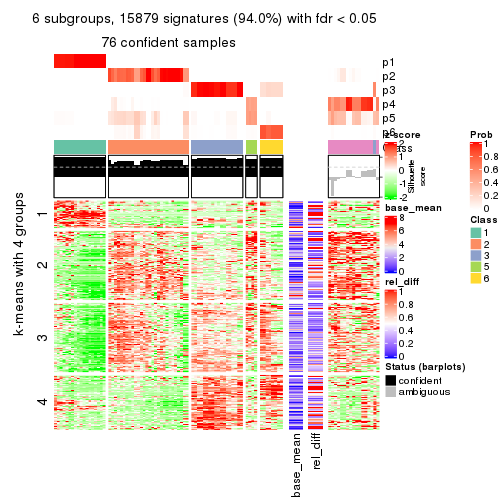 6 subgroups, 15879 signatures (94.0%) with fdr < 0.05
76 confident samples
p1
p2
p3
p4
p5
p6
Class
z-score
2
1
0
-1
-2
Silhouette
score
base_mean
8
6
4
2
0
rel_diff
1
0.8
0.6
0.4
0.2
0
Status (barplots)
confident
ambiguous
Prob
1
0.8
0.6
0.4
0.2
0
Class
1
2
3
5
6
k-means with 4 groups
1
2
3
4
base_mean
rel_diff